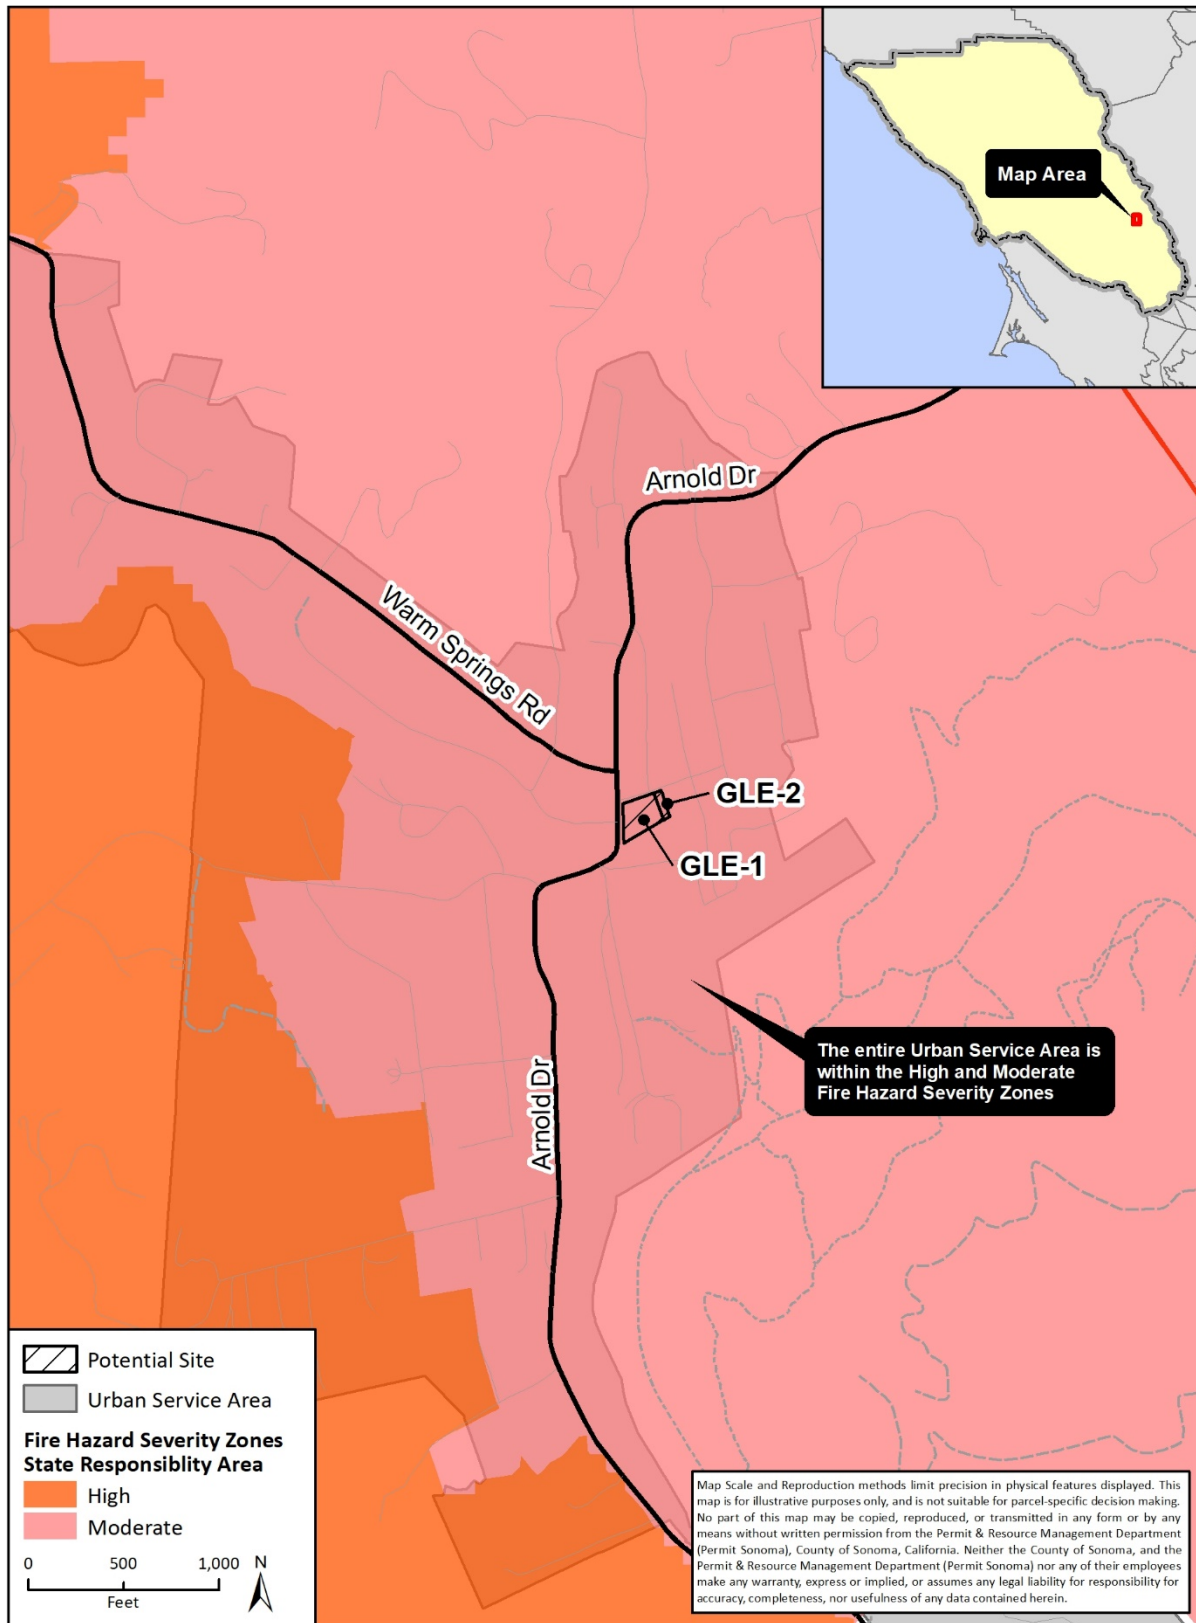 Map Area
Arnold Dr
Warm Springs Rd
GLE-2
GLE-1
The entire Urban Service Area is
within the High and Moderate
Fire Hazard Severity Zones
Arnold Dr
Potential Site
Urban Service Area
Fire Hazard Severity Zones
State Responsiblity Area
High
Moderate
0 500 1,000
Feet
N
Map Scale and Reproduction methods limit precision in physical features displayed. This
map is for illustrative purposes only, and is not suitable for parcel-specific decision making.
No part of this map may be copied, reproduced, or transmitted in any form or by any
means without written permission from the Permit & Resource Management Department
(Permit Sonoma), County of Sonoma, California. Neither the County of Sonoma, and the
Permit & Resource Management Department (Permit Sonoma) nor any of their employees
make any warranty, express or implied, or assumes any legal liability for responsibility for
accuracy, completeness, nor usefulness of any data contained herein.